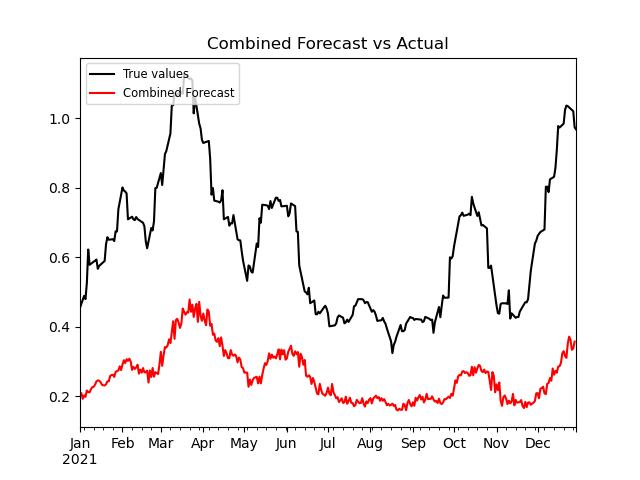 Combined Forecast vs Actual
True values
Combined Forecast
1.0
0.8
0.6
0.4
0.2
Jan Feb Mar Apr May Jun Jul Aug Sep Oct Nov Dec
2021